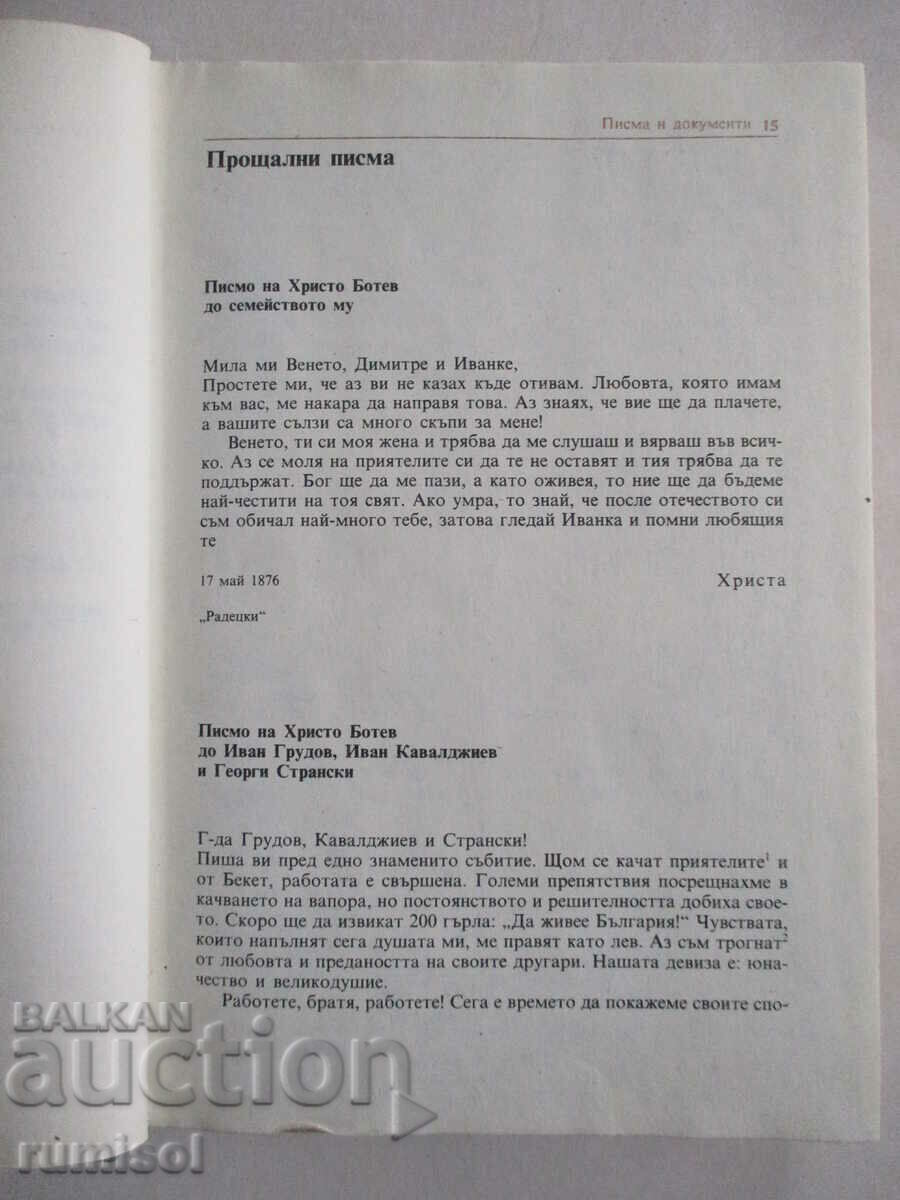 Писма и документи 15
Прощални писма
Писмо на Христо Ботев
до семейството му
Мила ми Венето, Димитре и Иванке,
Простете ми, че аз ви не казах къде отивам. Любовта, която имам
към вас, ме накара да направя това. Аз знаях, че вие ще да плачете,
а вашите сълзи са много скъпи за мене!
Венето, ти си моя жена и трябва да ме слушаш и вярваш във всич-
ко. Аз се моля на приятелите си да те не оставят и тия трябва да те
поддържат. Бог ще да ме пази, а като оживея, то ние ще да бъдеме
най-честити на тоя свят. Ако умра, то знай, че после отечеството си
съм обичал най-много тебе, затова гледай Иванка и помни любящия
те
17 май 1876 Христа
„Радецки“
Писмо на Христо Ботев
до Иван Грудов, Иван Кавалджиев
и Георги Странски
Г-да Грудов, Кавалджиев и Странски!
Пиша ви пред едно знаменито събитие. Щом се качат приятелите¹ и
от Бекет, работата е свършена. Големи препятствия посрещнахме в
качването на вапора, но постоянството и решителността добиха свое-
то. Скоро ще да извикат 200 гърла: „Да живее България!“ Чувствата,
които напълнят сега душата ми, ме правят като лев. Аз съм трогнат²
от любовта и предаността на своите другари. Нашата девиза е: юна-
чество и великодушие.
Работете, братя, работете! Сега е времето да покажеме своите спо-
BALKAN
auction
rumisol